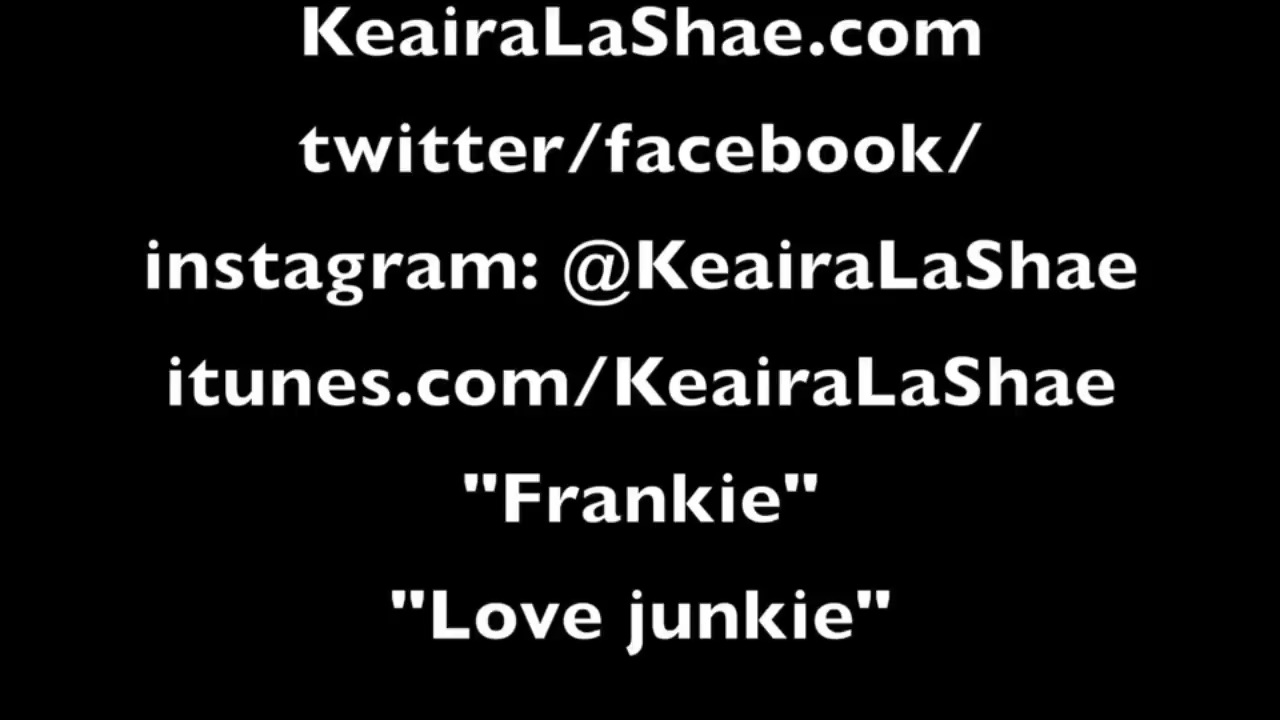 KeairaLaShae.com
twitter/facebook/
instagram: @KeairaLaShae
itunes.com/KeairaLaShae
"Frankie"
"Love junkie"